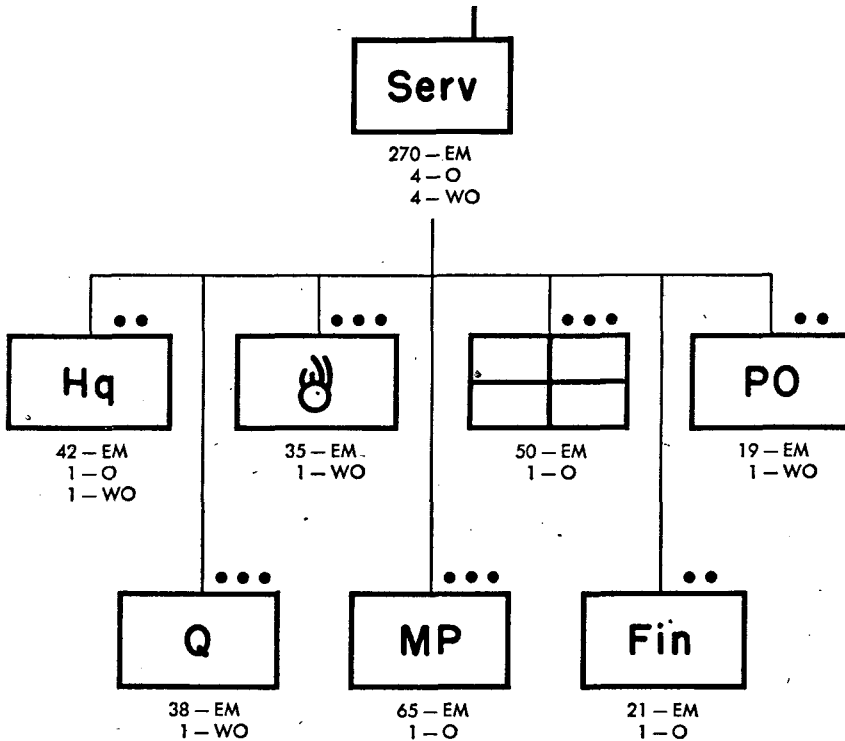 Serv
270 – EM
4 – O
4 – WO
Hq
42 – EM
1 – O
1 – WO
35 – EM
1 – WO
50 – EM
1 – O
PO
19 – EM
1 – WO
Q
38 – EM
1 – WO
MP
65 – EM
1 – O
Fin
21 – EM
1 – O